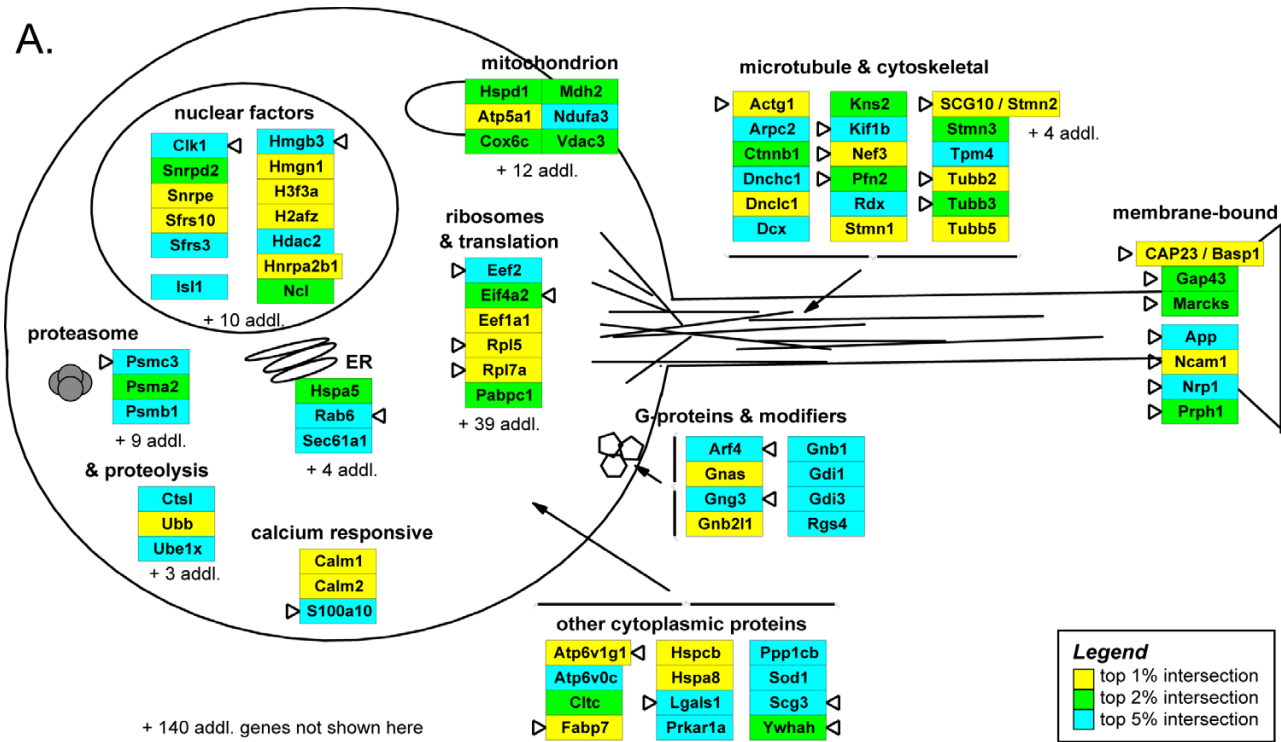 A.
mitochondrion
Hspd1 Mdh2
Atp5a1 Ndufa3
Cox6c Vdac3
+ 12 addl.
microtubule & cytoskeletal
Actg1 Kns2 SCG10 / Stmn2
Arpc2 Kif1b Stmn3
Ctnnb1 Nef3 Tpm4
Dnchc1 Pfn2 Tubb2
Dnclc1 Rdx Tubb3
Dcx Stmn1 Tubb5
+ 4 addl.
nuclear factors
Clk1 Hmgb3
Snrpd2 Hmgn1
Snrpe H3f3a
Sfrs10 H2afz
Sfrs3 Hdac2
Hnrpa2b1
Isl1 Ncl
+ 10 addl.
ribosomes
& translation
Eef2
Eif4a2
Eef1a1
Rpl5
Rpl7a
Pabpc1
+ 39 addl.
membrane-bound
CAP23 / Basp1
Gap43
Marcks
App
Ncam1
Nrp1
Prph1
proteasome
Psmc3
Psma2
Psmb1
+ 9 addl.
& proteolysis
Ctsl
Ubb
Ube1x
+ 3 addl.
ER
Hspa5
Rab6
Sec61a1
+ 4 addl.
G-proteins & modifiers
Arf4 Gnb1
Gnas Gdi1
Gng3 Gdi3
Gnb2l1 Rgs4
calcium responsive
Calm1
Calm2
S100a10
other cytoplasmic proteins
Atp6v1g1 Hspcb Ppp1cb
Atp6v0c Hspa8 Sod1
Cltc Lgals1 Scg3
Fabp7 Prkar1a Ywhah
+ 140 addl. genes not shown here
Legend
top 1% intersection
top 2% intersection
top 5% intersection